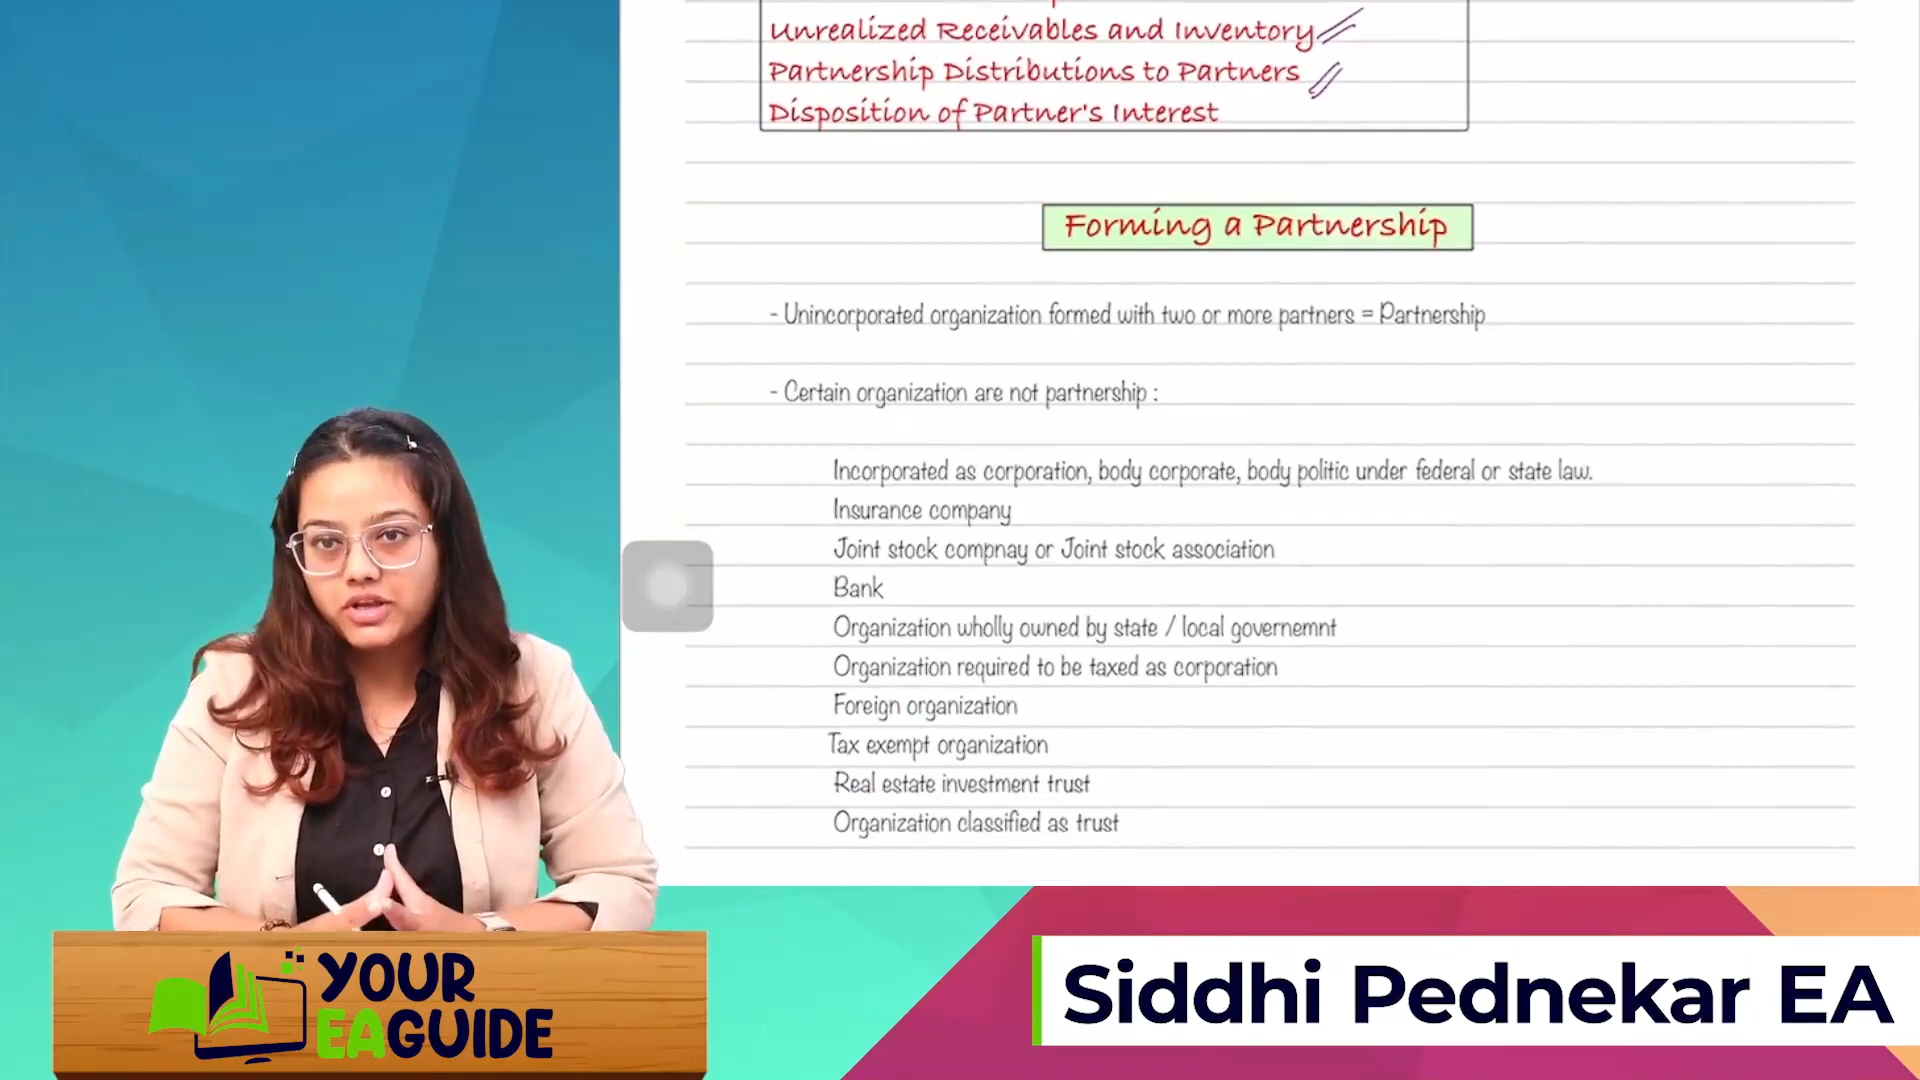 Unrealized Receivables and Inventory
Partnership Distributions to Partners
Disposition of Partner's Interest
Forming a Partnership
- Unincorporated organization formed with two or more partners = Partnership
- Certain organization are not partnership :
Incorporated as corporation, body corporate, body politic under federal or state law.
Insurance company
Joint stock compnay or Joint stock association
Bank
Organization wholly owned by state / local governemnt
Organization required to be taxed as corporation
Foreign organization
Tax exempt organization
Real estate investment trust
Organization classified as trust
YOUR
EAGUIDE
Siddhi Pednekar EA